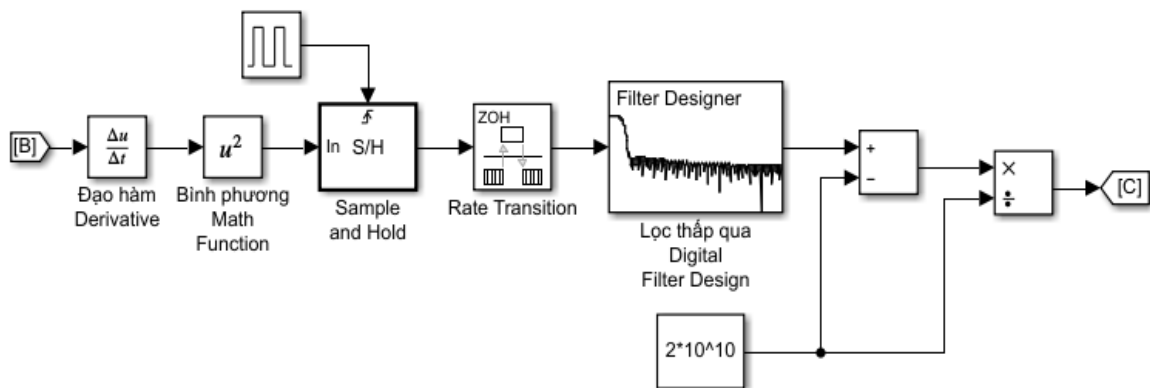 [B]
Δu
Δt
Đạo hàm
Derivative
u²
Bình phương
Math
Function
In
S/H
Sample
and Hold
ZOH
Rate Transition
Filter Designer
Lọc thấp qua
Digital
Filter Design
2*10^10
+
−
×
÷
[C]